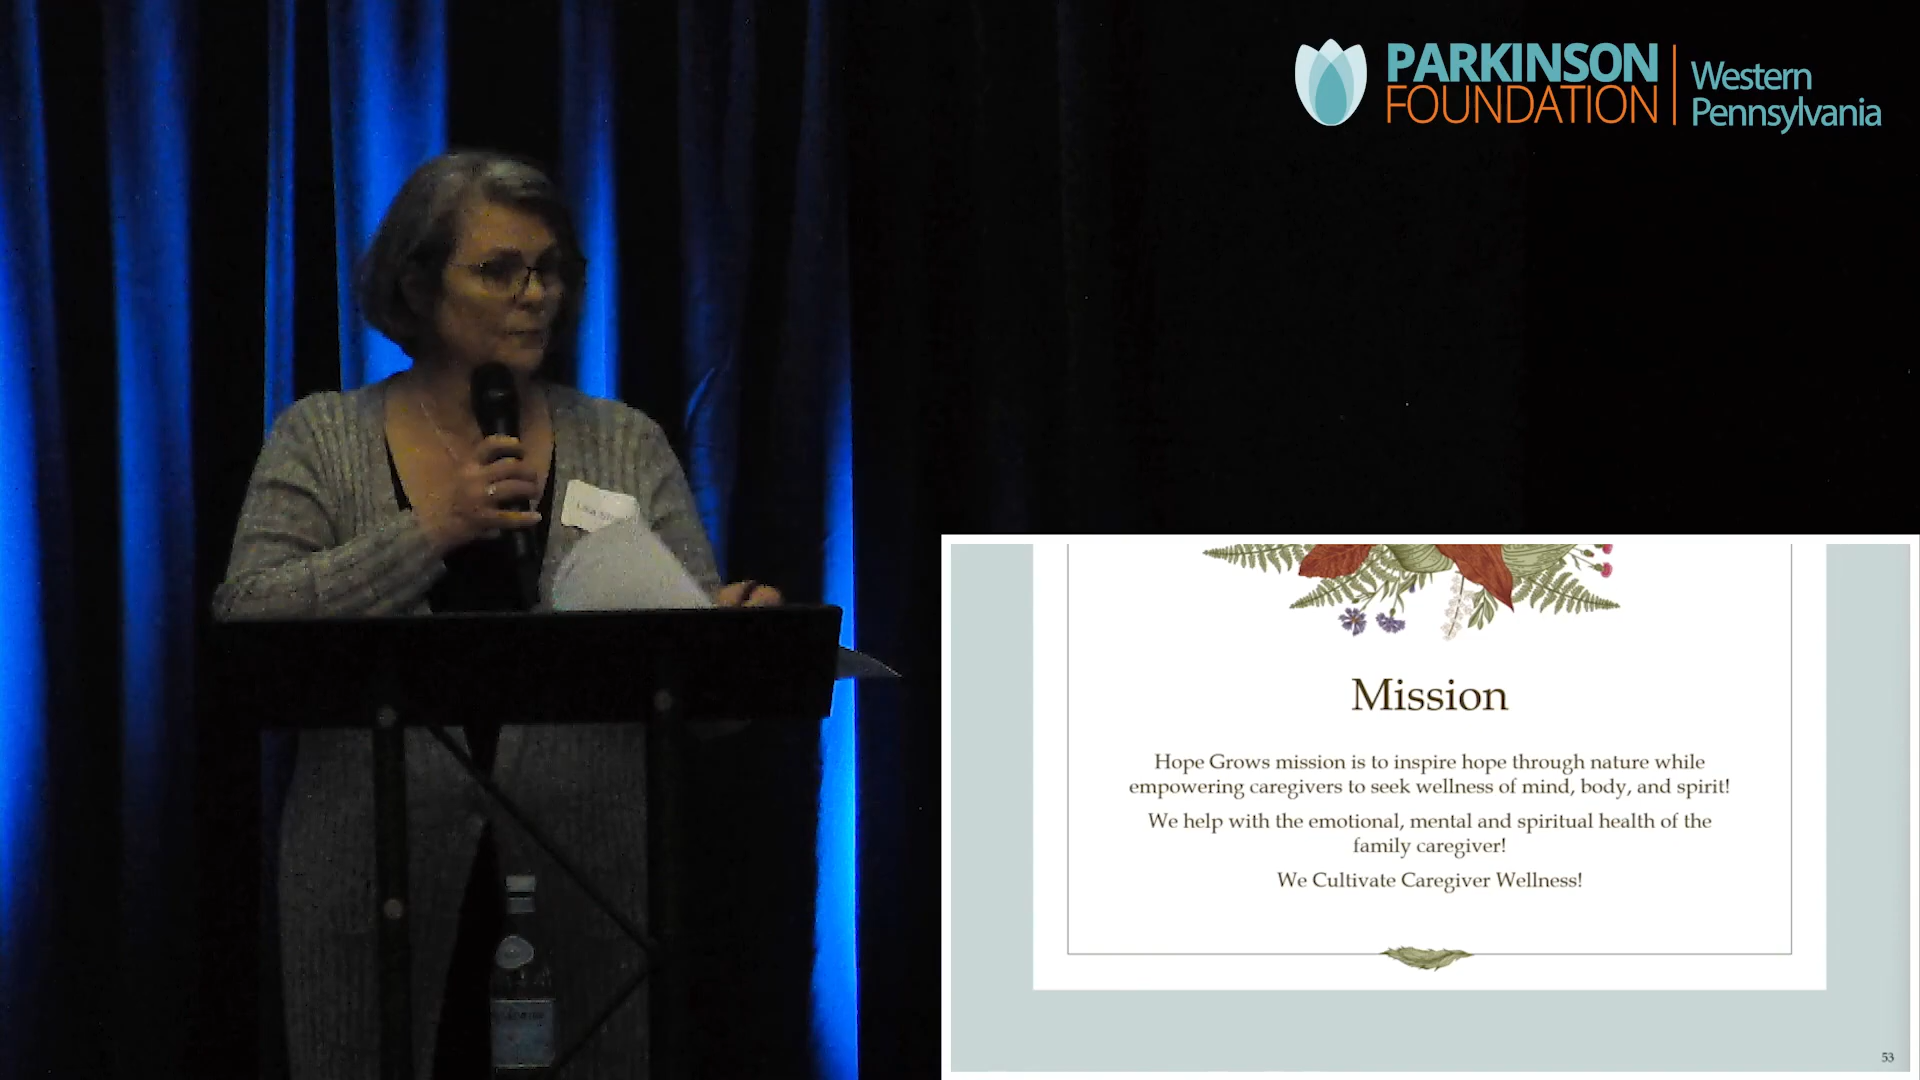 PARKINSON
FOUNDATION
Western
Pennsylvania
Mission
Hope Grows mission is to inspire hope through nature while
empowering caregivers to seek wellness of mind, body, and spirit!
We help with the emotional, mental and spiritual health of the
family caregiver!
We Cultivate Caregiver Wellness!
53